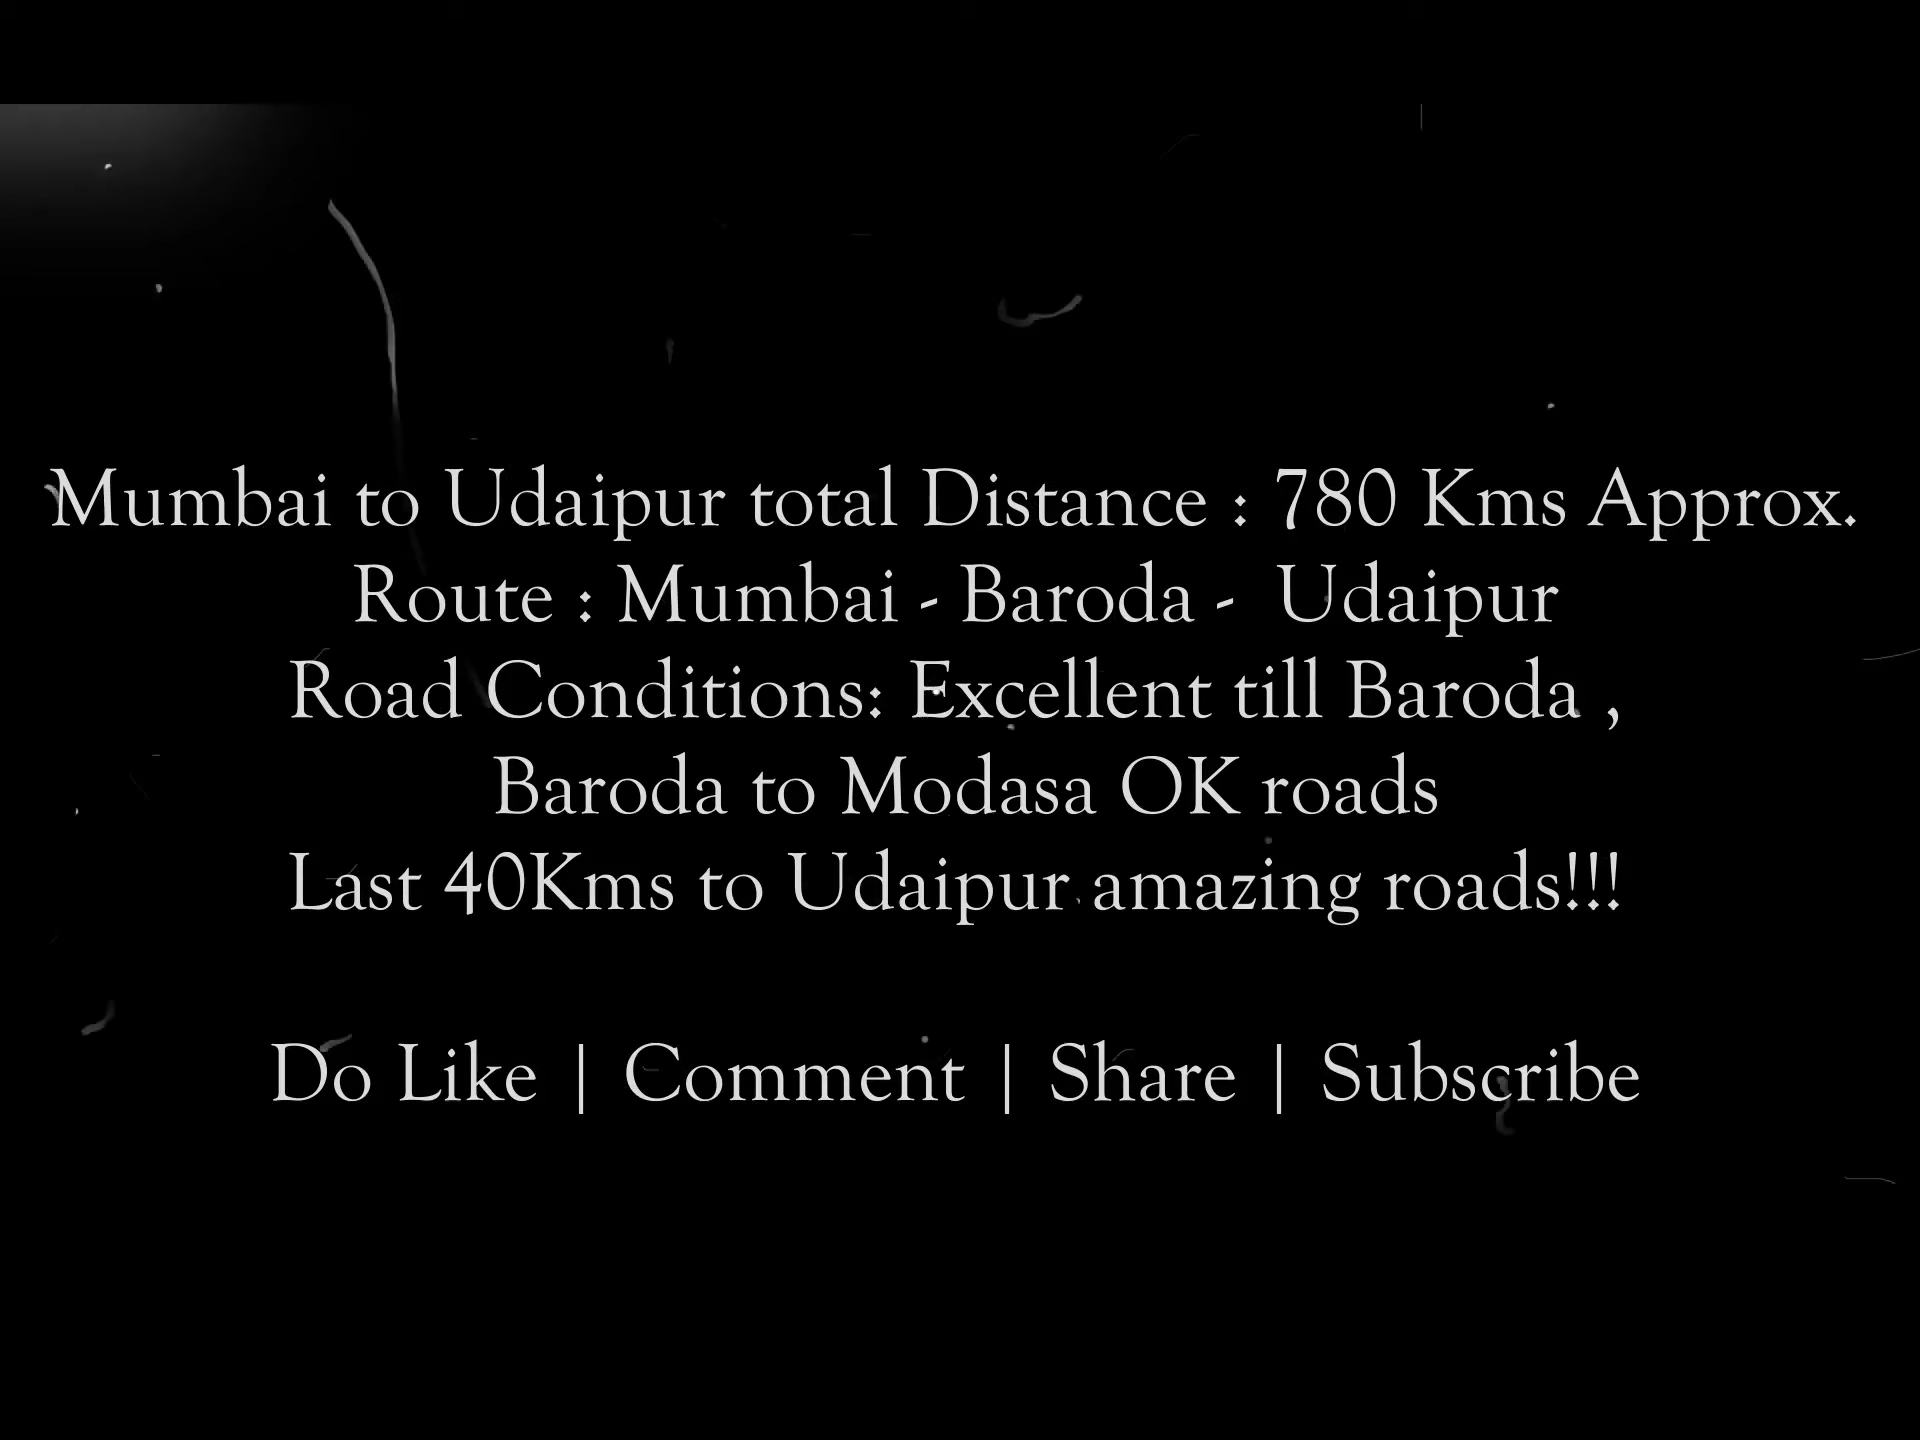 Mumbai to Udaipur total Distance : 780 Kms Approx.
Route : Mumbai - Baroda -  Udaipur
Road Conditions: Excellent till Baroda ,
Baroda to Modasa OK roads
Last 40Kms to Udaipur amazing roads!!!
Do Like | Comment | Share | Subscribe